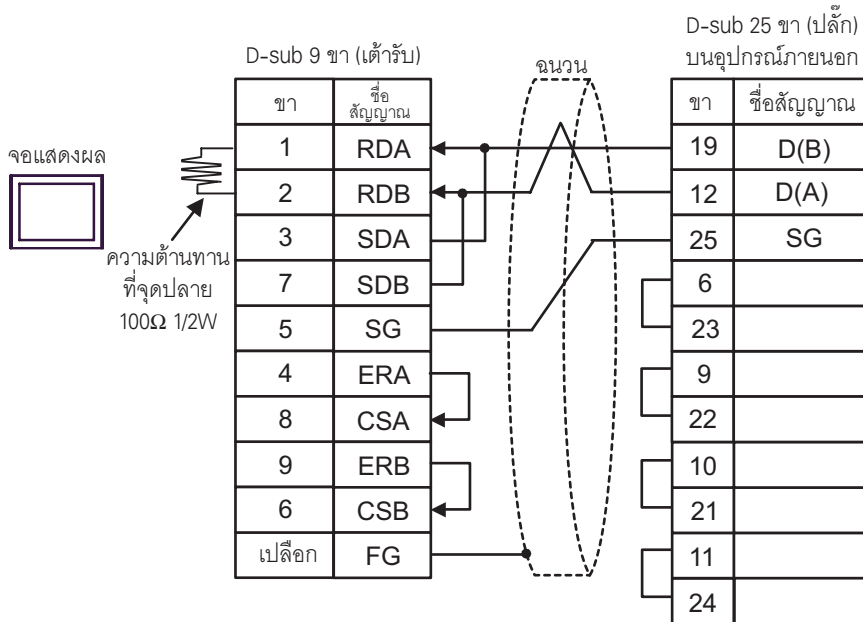 D-sub 25 ขา (ปลั๊ก)
บนอุปกรณ์ภายนอก
D-sub 9 ขา (เต้ารับ)
ฉนวน
ขา ชื่อ
สัญญาณ
ขา ชื่อสัญญาณ
1 RDA
19 D(B)
จอแสดงผล
2 RDB
12 D(A)
3 SDA
25 SG
ความต้านทาน
ที่จุดปลาย
100Ω 1/2W
7 SDB
6
5 SG
23
4 ERA
9
8 CSA
22
9 ERB
10
6 CSB
21
เปลือก FG
11
24